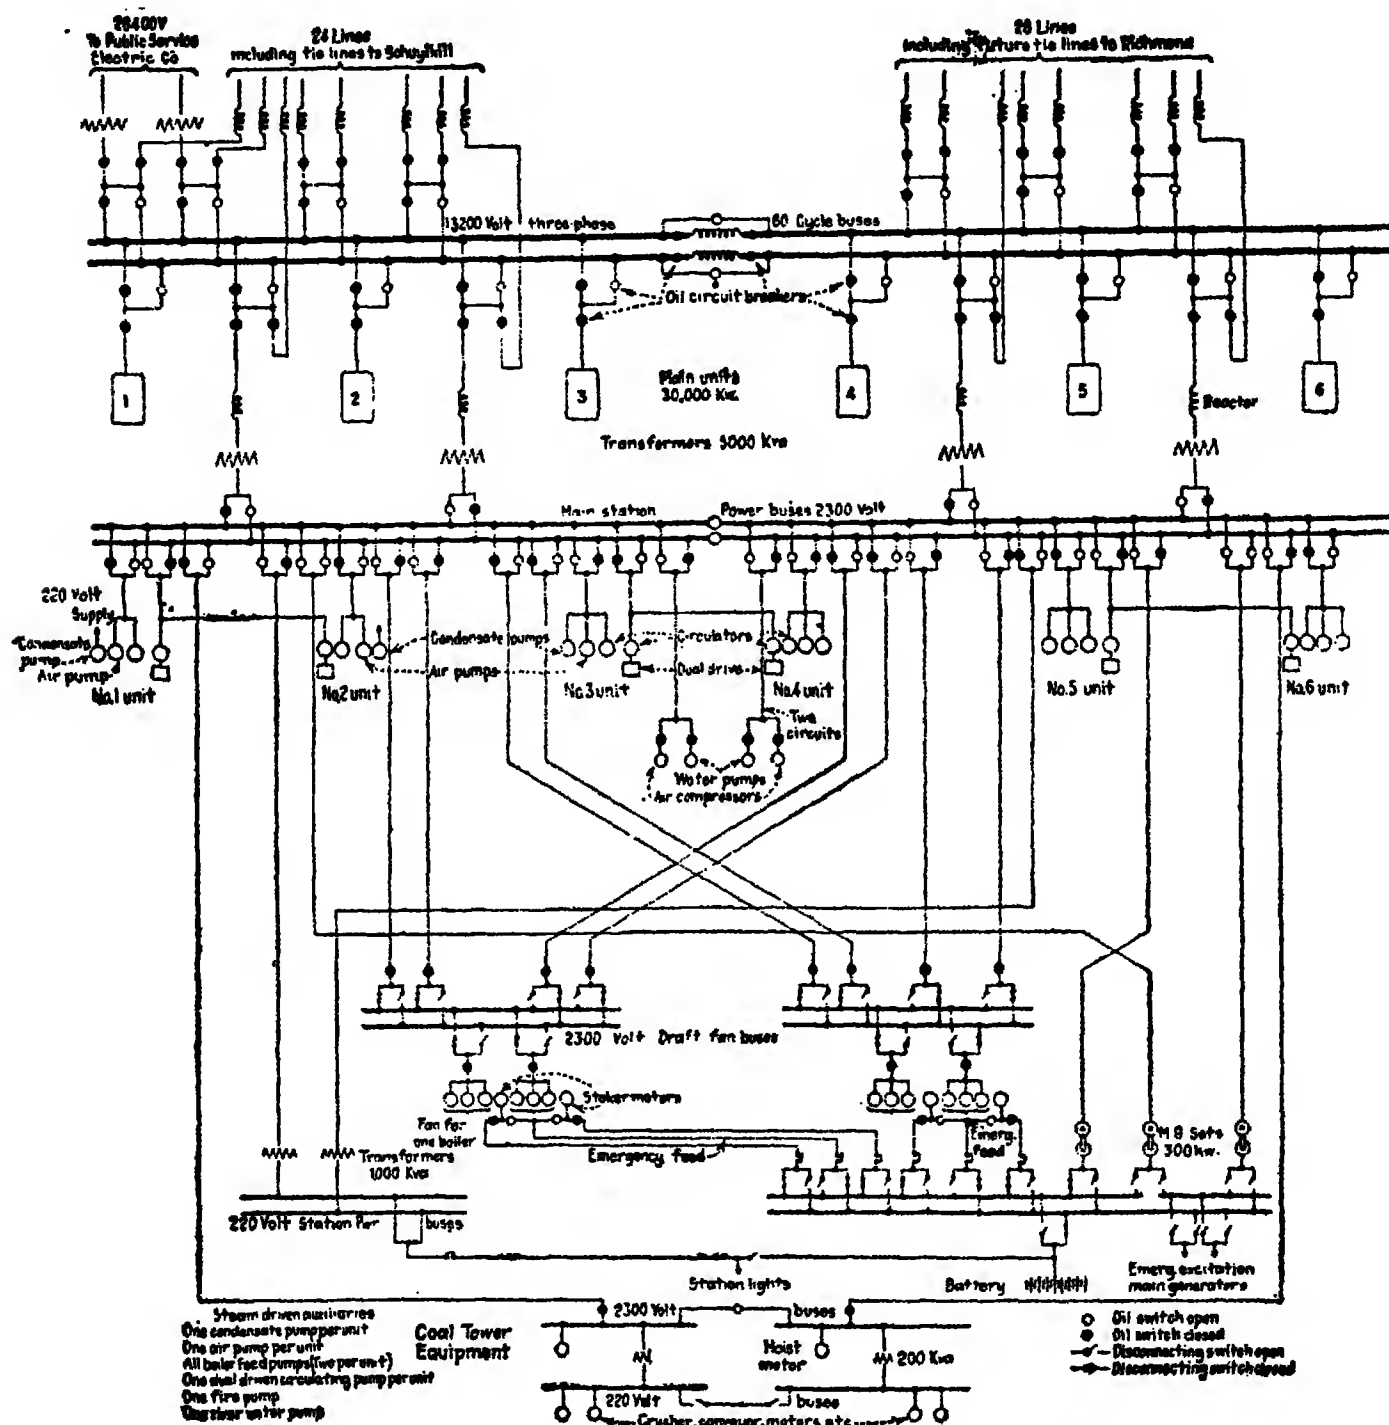 26400V
To Public Service
Electric Co
24 Lines
including tie lines to Schuylkill
28 Lines
including future tie lines to Richmond
13200 Volt three-phase
60 Cycle buses
Oil circuit breakers
1
2
3
Main units
30,000 Kw.
4
5
6
Reactor
Transformers 5000 Kva
Main station
Power buses 2300 Volt
220 Volt
Supply
Condensate
pump
Air pump
No.1 unit
No.2 unit
Condensate pumps
Air pumps
No.3 unit
Circulators
Dual drive
No.4 unit
No.5 unit
No.6 unit
Two
circuits
Water pumps
Air compressors
2300 Volt Draft fan buses
Stoker motors
Fan for
one boiler
Emergency feed
Emerg.
feed
M G Sets
300 kw.
Transformers
1000 Kva
220 Volt Station Pwr
buses
Station lights
Battery
Emerg. excitation
main generators
Steam driven auxiliaries
One condensate pump per unit
One air pump per unit
All boiler feed pumps (two per unit)
One dual driven circulating pump per unit
One fire pump
One river water pump
Coal Tower
Equipment
2300 Volt
buses
Hoist
motor
200 Kva
220 Volt
buses
Crusher, conveyor, motors etc.
Oil switch open
Oil switch closed
Disconnecting switch open
Disconnecting switch closed